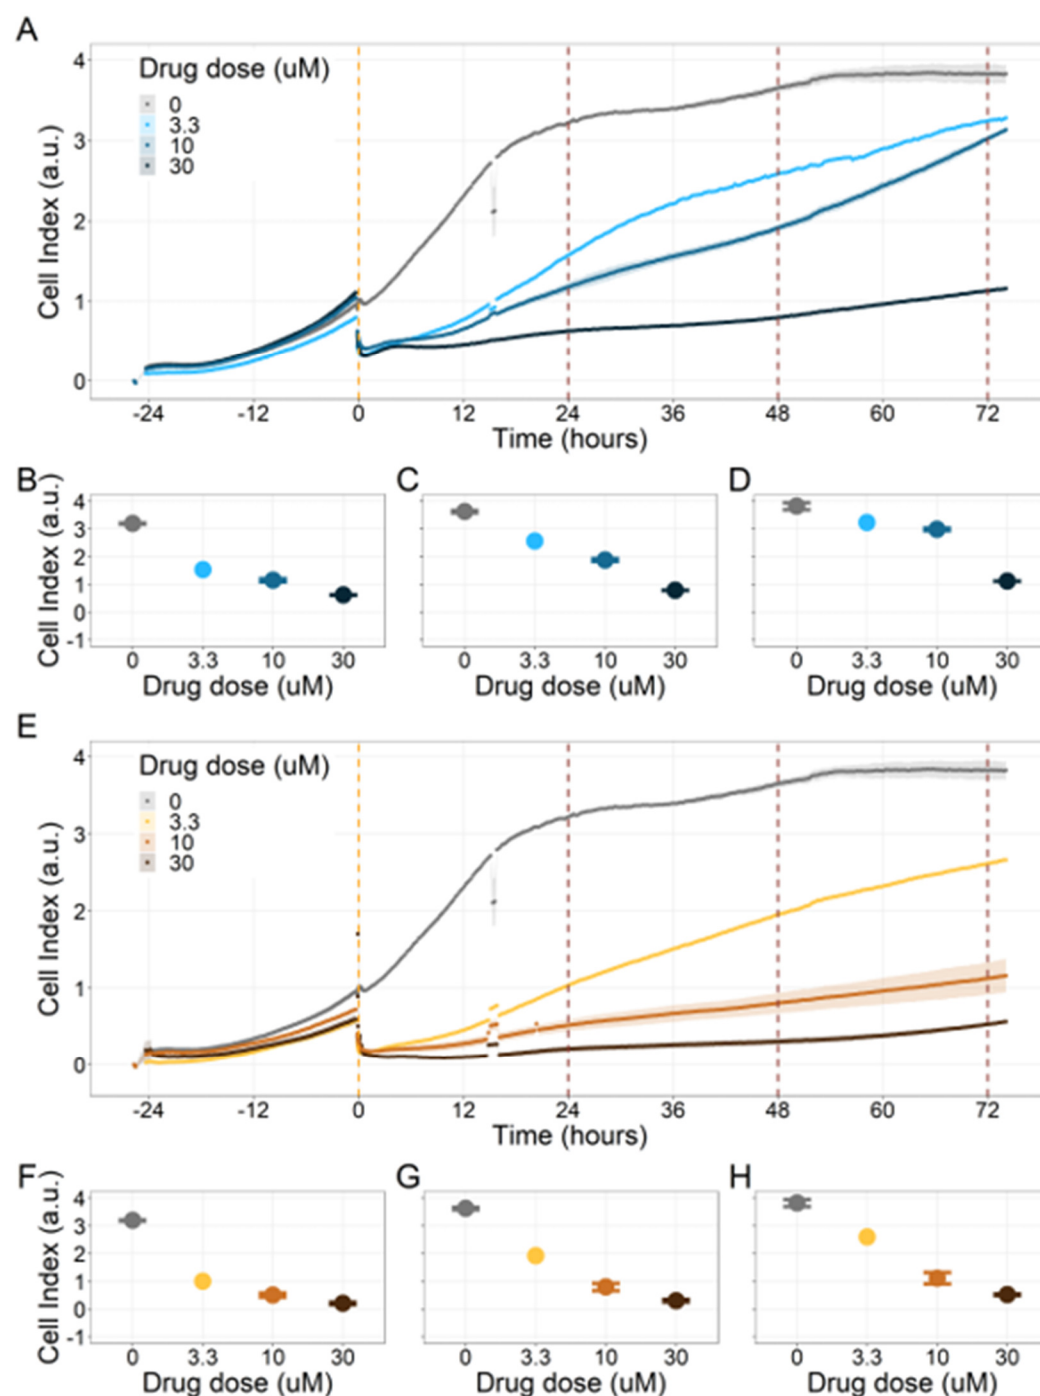 A
Drug dose (uM)
0
3.3
10
30
Cell Index (a.u.)
4
3
2
1
0
-24 -12 0 12 24 36 48 60 72
Time (hours)
B C D
Cell Index (a.u.)
4
3
2
1
0
-1
0 3.3 10 30 0 3.3 10 30 0 3.3 10 30
Drug dose (uM) Drug dose (uM) Drug dose (uM)
E
Drug dose (uM)
0
3.3
10
30
Cell Index (a.u.)
4
3
2
1
0
-24 -12 0 12 24 36 48 60 72
Time (hours)
F G H
Cell Index (a.u.)
4
3
2
1
0
-1
0 3.3 10 30 0 3.3 10 30 0 3.3 10 30
Drug dose (uM) Drug dose (uM) Drug dose (uM)